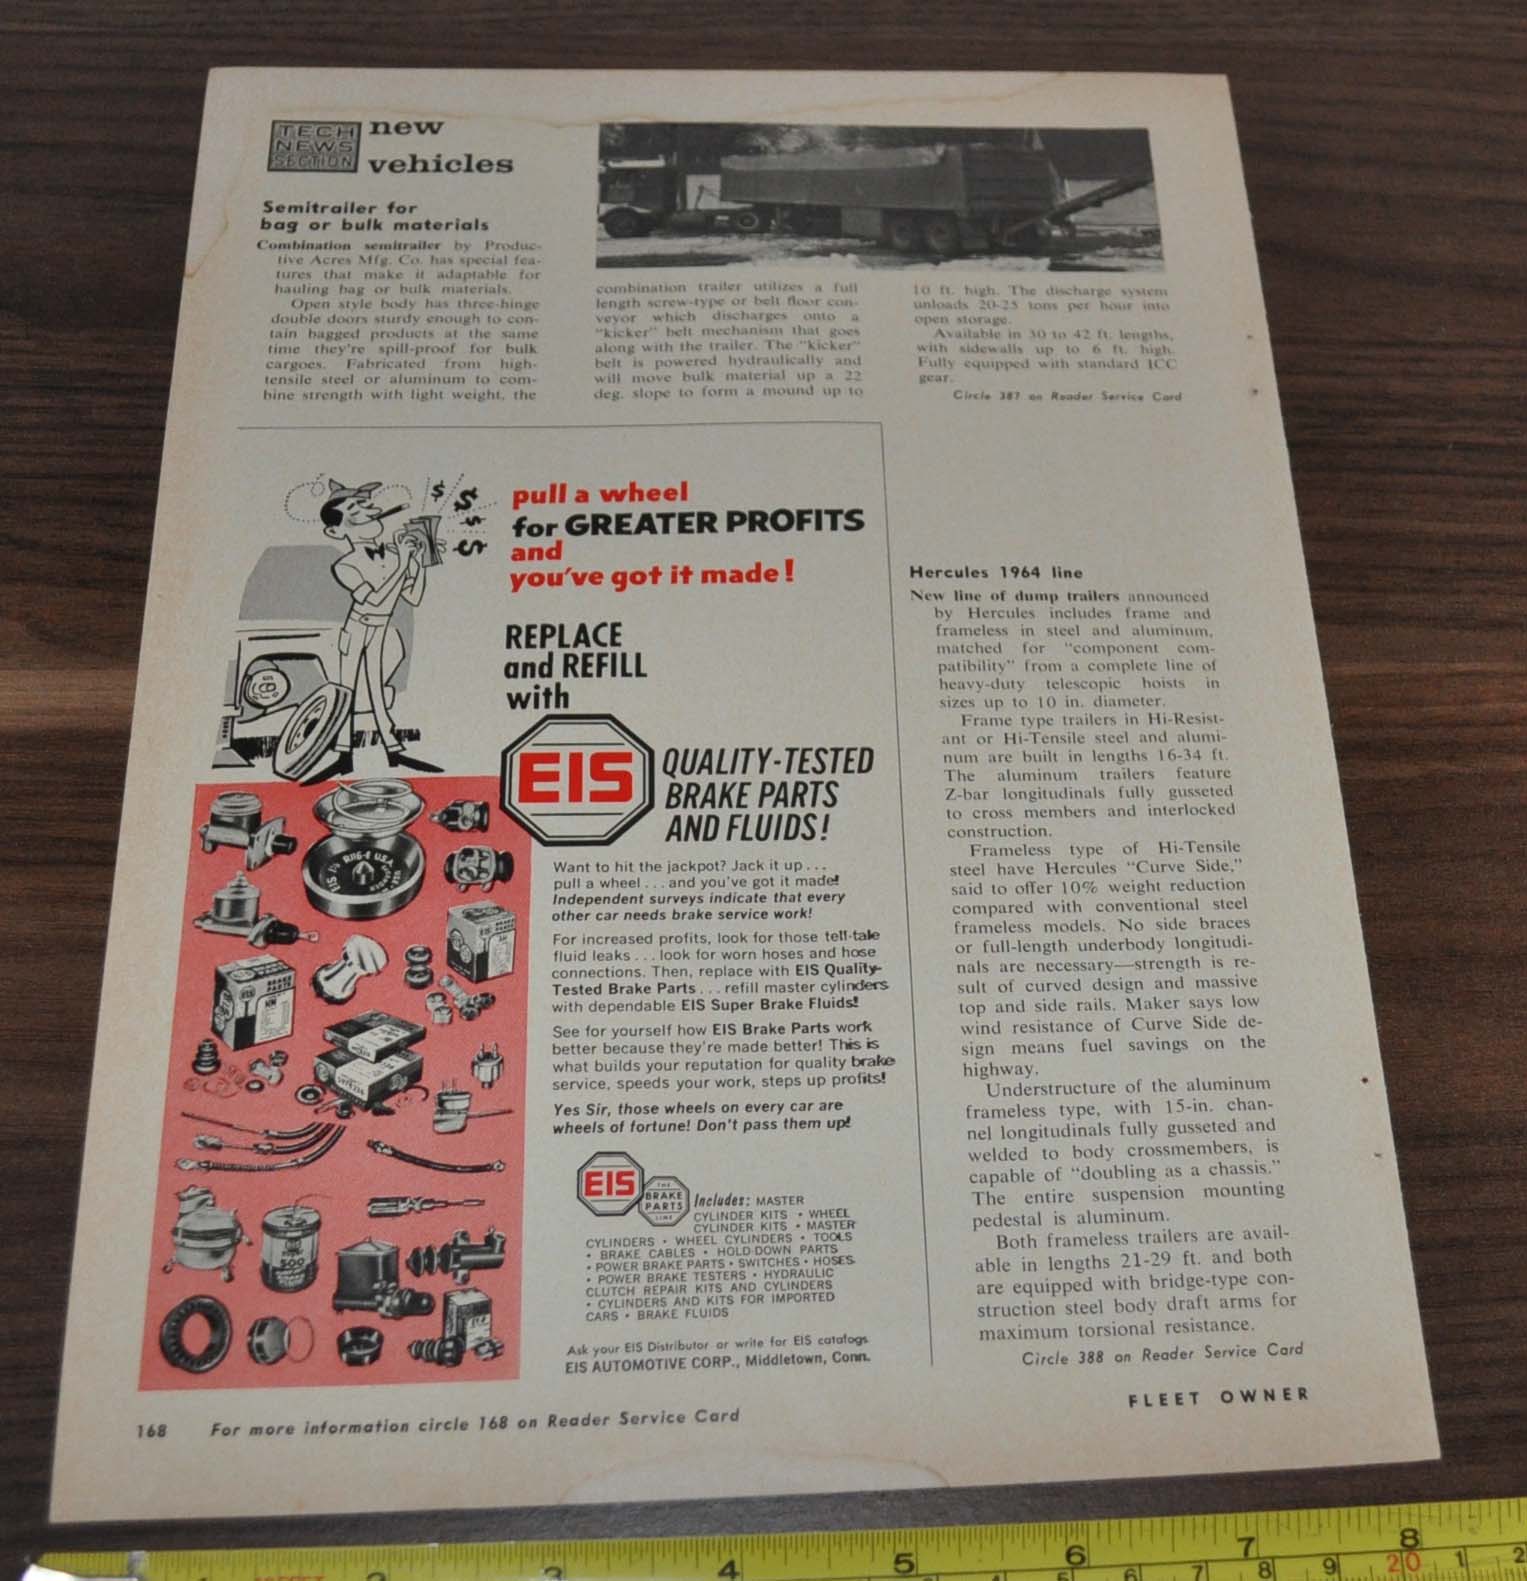 TECH
NEWS
SECTION
new
vehicles
Semitrailer for
bag or bulk materials
Combination semitrailer by Produc-
tive Acres Mfg. Co. has special fea-
tures that make it adaptable for
hauling bag or bulk materials.
Open style body has three-hinge
double doors sturdy enough to con-
tain bagged products at the same
time they're spill-proof for bulk
cargoes. Fabricated from high-
tensile steel or aluminum to com-
bine strength with light weight, the
combination trailer utilizes a full
length screw-type or belt floor con-
veyor which discharges onto a
"kicker" belt mechanism that goes
along with the trailer. The "kicker"
belt is powered hydraulically and
will move bulk material up a 22
deg. slope to form a mound up to
10 ft. high. The discharge system
unloads 20-25 tons per hour into
open storage.
Available in 30 to 42 ft. lengths,
with sidewalls up to 6 ft. high.
Fully equipped with standard ICC
gear.
Circle 387 on Reader Service Card
$ $ $ $
pull a wheel
for GREATER PROFITS
and
you've got it made!
REPLACE
and REFILL
with
EIS
QUALITY-TESTED
BRAKE PARTS
AND FLUIDS!
Want to hit the jackpot? Jack it up...
pull a wheel...and you've got it made!
Independent surveys indicate that every
other car needs brake service work!
For increased profits, look for those tell-tale
fluid leaks...look for worn hoses and hose
connections. Then, replace with EIS Quality-
Tested Brake Parts...refill master cylinders
with dependable EIS Super Brake Fluids!
See for yourself how EIS Brake Parts work
better because they're made better! This is
what builds your reputation for quality brake
service, speeds your work, steps up profits!
Yes Sir, those wheels on every car are
wheels of fortune! Don't pass them up!
EIS
THE
BRAKE
PARTS
LINE
Includes: MASTER
CYLINDER KITS • WHEEL
CYLINDER KITS • MASTER
CYLINDERS • WHEEL CYLINDERS • TOOLS
• BRAKE CABLES • HOLD-DOWN PARTS
• POWER BRAKE PARTS • SWITCHES • HOSES
• POWER BRAKE TESTERS • HYDRAULIC
CLUTCH REPAIR KITS AND CYLINDERS
• CYLINDERS AND KITS FOR IMPORTED
CARS • BRAKE FLUIDS
Ask your EIS Distributor or write for EIS catalogs
EIS AUTOMOTIVE CORP., Middletown, Conn.
Hercules 1964 line
New line of dump trailers announced
by Hercules includes frame and
frameless in steel and aluminum,
matched for "component com-
patibility" from a complete line of
heavy-duty telescopic hoists in
sizes up to 10 in. diameter.
Frame type trailers in Hi-Resist-
ant or Hi-Tensile steel and alumi-
num are built in lengths 16-34 ft.
The aluminum trailers feature
Z-bar longitudinals fully gusseted
to cross members and interlocked
construction.
Frameless type of Hi-Tensile
steel have Hercules "Curve Side,"
said to offer 10% weight reduction
compared with conventional steel
frameless models. No side braces
or full-length underbody longitudi-
nals are necessary—strength is re-
sult of curved design and massive
top and side rails. Maker says low
wind resistance of Curve Side de-
sign means fuel savings on the
highway.
Understructure of the aluminum
frameless type, with 15-in. chan-
nel longitudinals fully gusseted and
welded to body crossmembers, is
capable of "doubling as a chassis."
The entire suspension mounting
pedestal is aluminum.
Both frameless trailers are avail-
able in lengths 21-29 ft. and both
are equipped with bridge-type con-
struction steel body draft arms for
maximum torsional resistance.
Circle 388 on Reader Service Card
168 For more information circle 168 on Reader Service Card
FLEET OWNER
4 5 6 7 8
6 7 8 9 20 1 2